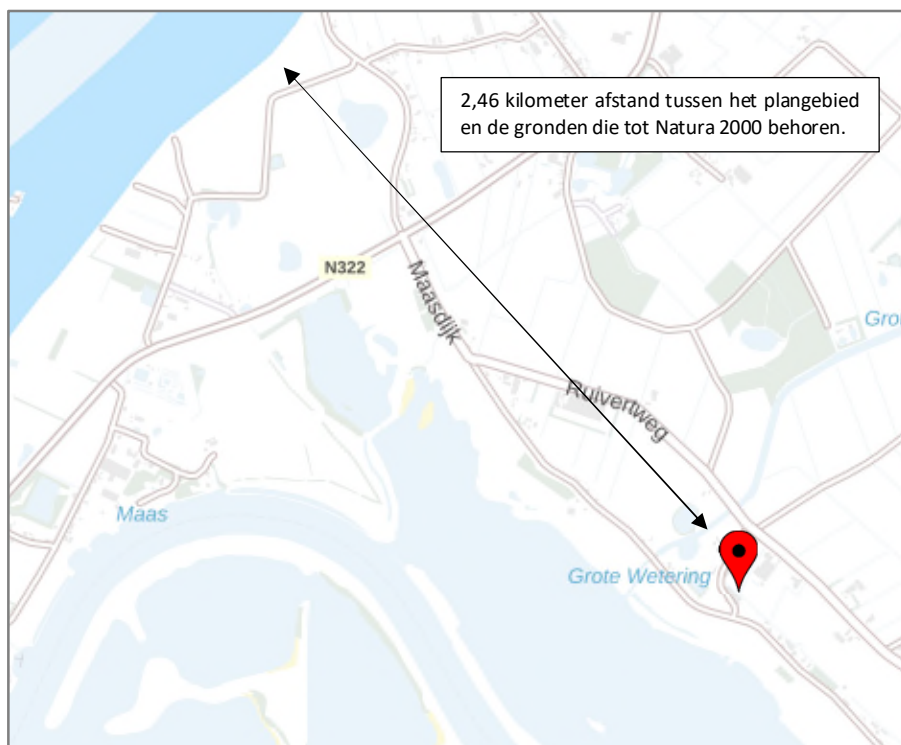 2,46 kilometer afstand tussen het plangebied
en de gronden die tot Natura 2000 behoren.
N322
Maasdijk
Gro
Ruivertweg
Maas
Grote Wetering